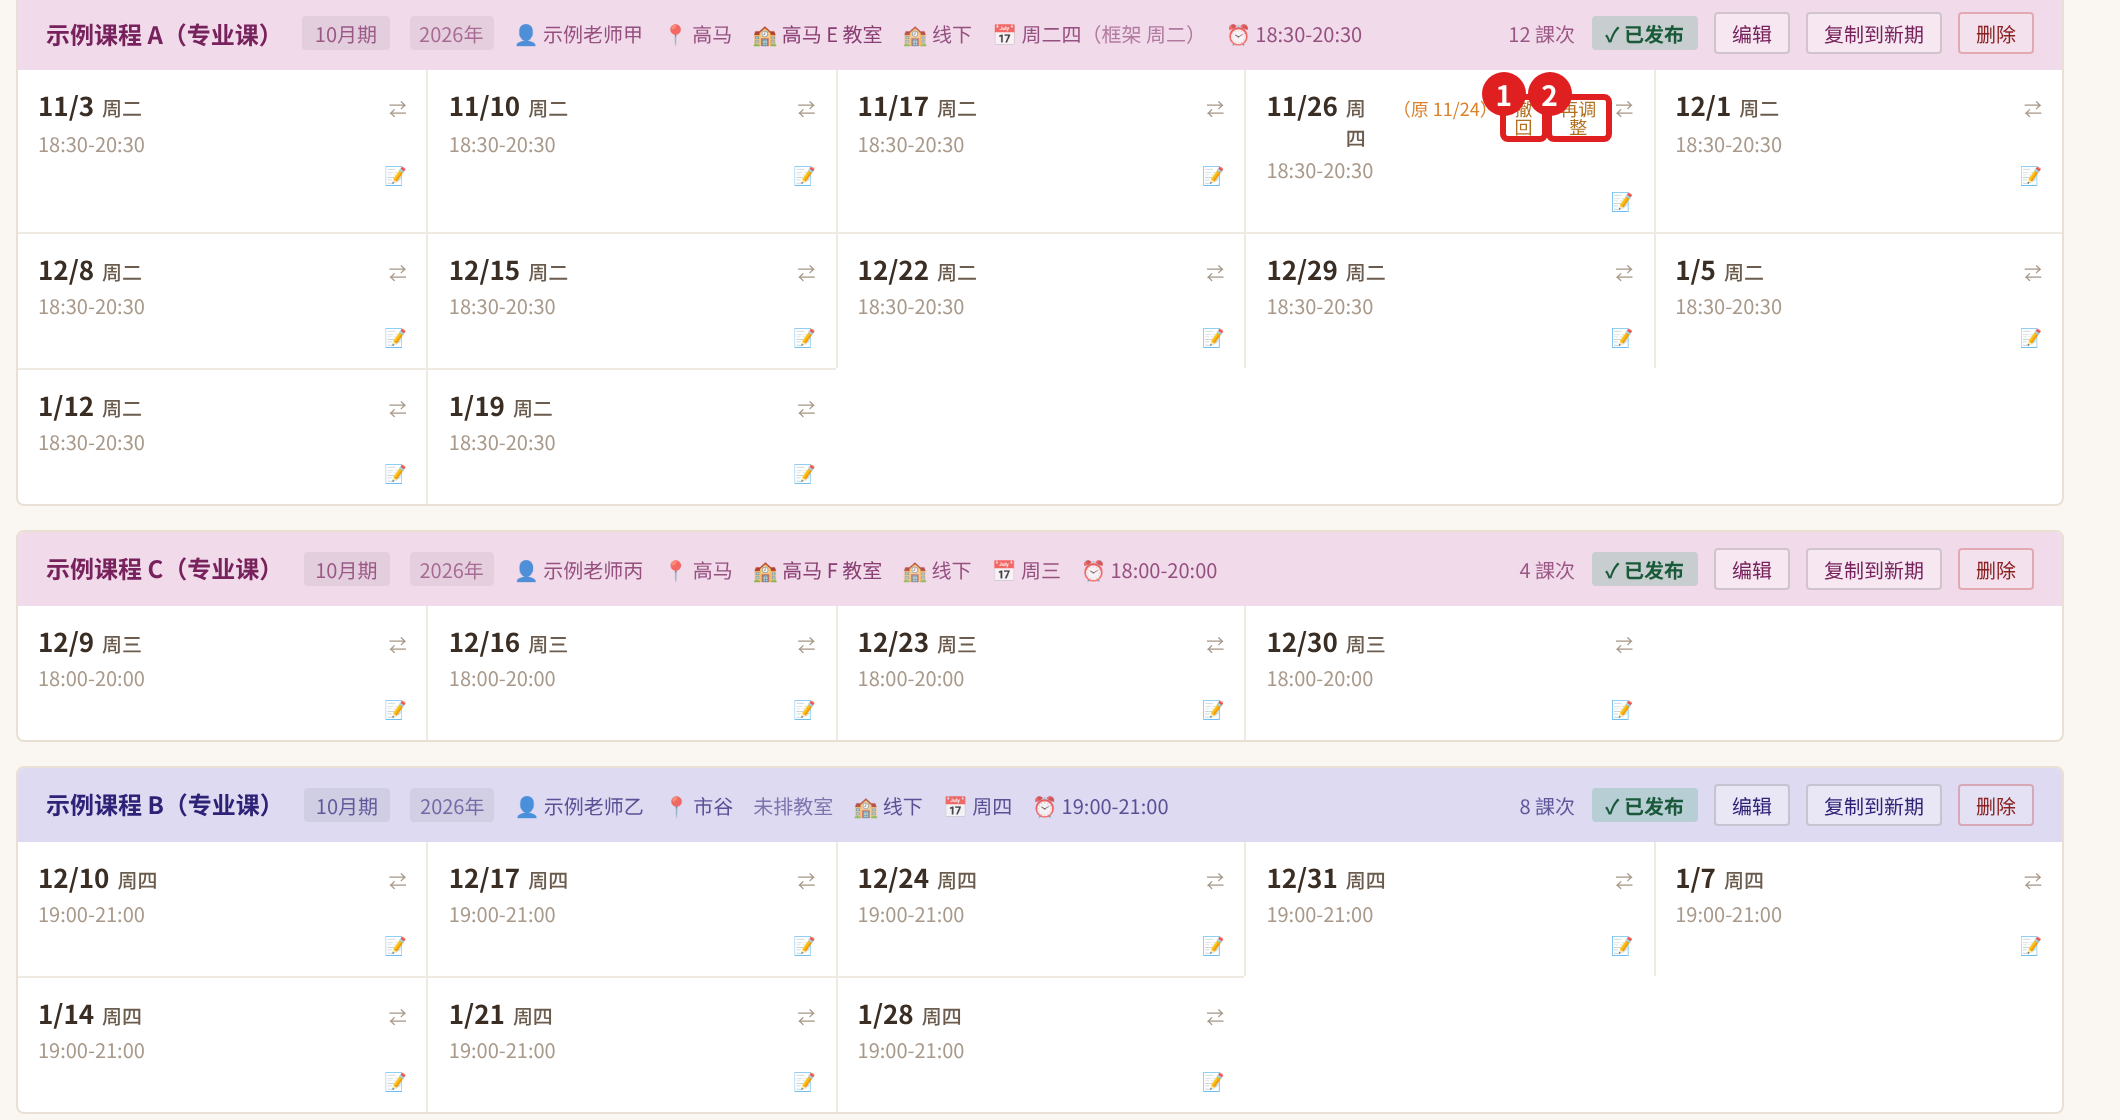 示例课程 A（专业课） 10月期 2026年 示例老师甲 高马 高马 E 教室 线下 周二四（框架 周二） 18:30-20:30 12 課次 ✓ 已发布 编辑 复制到新期 删除
11/3 周二 ⇄ 11/10 周二 ⇄ 11/17 周二 ⇄ 11/26 周四 （原 11/24） 1 撤回 2 再调整 ⇄ 12/1 周二 ⇄
18:30-20:30 18:30-20:30 18:30-20:30 18:30-20:30 18:30-20:30
12/8 周二 ⇄ 12/15 周二 ⇄ 12/22 周二 ⇄ 12/29 周二 ⇄ 1/5 周二 ⇄
18:30-20:30 18:30-20:30 18:30-20:30 18:30-20:30 18:30-20:30
1/12 周二 ⇄ 1/19 周二 ⇄
18:30-20:30 18:30-20:30
示例课程 C（专业课） 10月期 2026年 示例老师丙 高马 高马 F 教室 线下 周三 18:00-20:00 4 課次 ✓ 已发布 编辑 复制到新期 删除
12/9 周三 ⇄ 12/16 周三 ⇄ 12/23 周三 ⇄ 12/30 周三 ⇄
18:00-20:00 18:00-20:00 18:00-20:00 18:00-20:00
示例课程 B（专业课） 10月期 2026年 示例老师乙 市谷 未排教室 线下 周四 19:00-21:00 8 課次 ✓ 已发布 编辑 复制到新期 删除
12/10 周四 ⇄ 12/17 周四 ⇄ 12/24 周四 ⇄ 12/31 周四 ⇄ 1/7 周四 ⇄
19:00-21:00 19:00-21:00 19:00-21:00 19:00-21:00 19:00-21:00
1/14 周四 ⇄ 1/21 周四 ⇄ 1/28 周四 ⇄
19:00-21:00 19:00-21:00 19:00-21:00